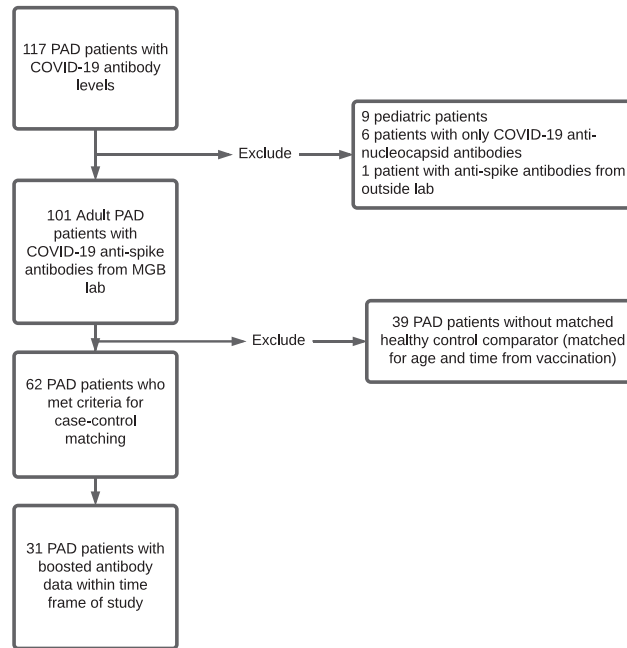 117 PAD patients with
COVID-19 antibody
levels
Exclude
9 pediatric patients
6 patients with only COVID-19 anti-
nucleocapsid antibodies
1 patient with anti-spike antibodies from
outside lab
101 Adult PAD
patients with
COVID-19 anti-spike
antibodies from MGB
lab
Exclude
39 PAD patients without matched
healthy control comparator (matched
for age and time from vaccination)
62 PAD patients who
met criteria for
case-control
matching
31 PAD patients with
boosted antibody
data within time
frame of study